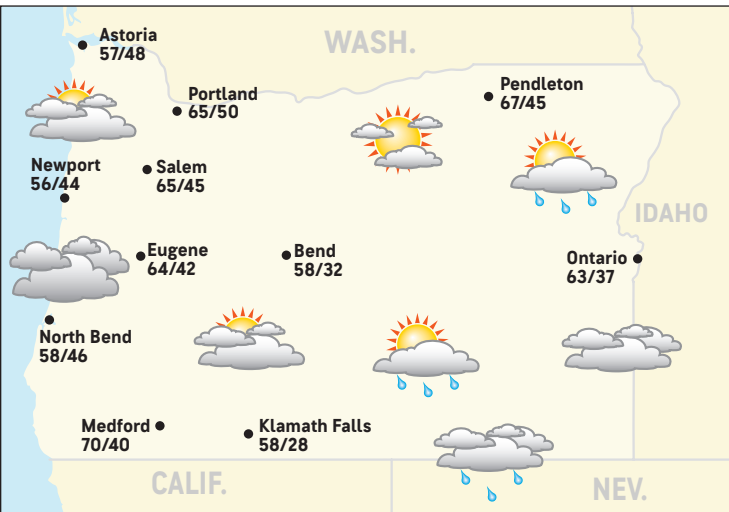 Astoria
57/48
WASH.
Portland
65/50
Pendleton
67/45
Newport
56/44
Salem
65/45
IDAHO
Eugene
64/42
Bend
58/32
Ontario
63/37
North Bend
58/46
Medford
70/40
Klamath Falls
58/28
CALIF.
NEV.